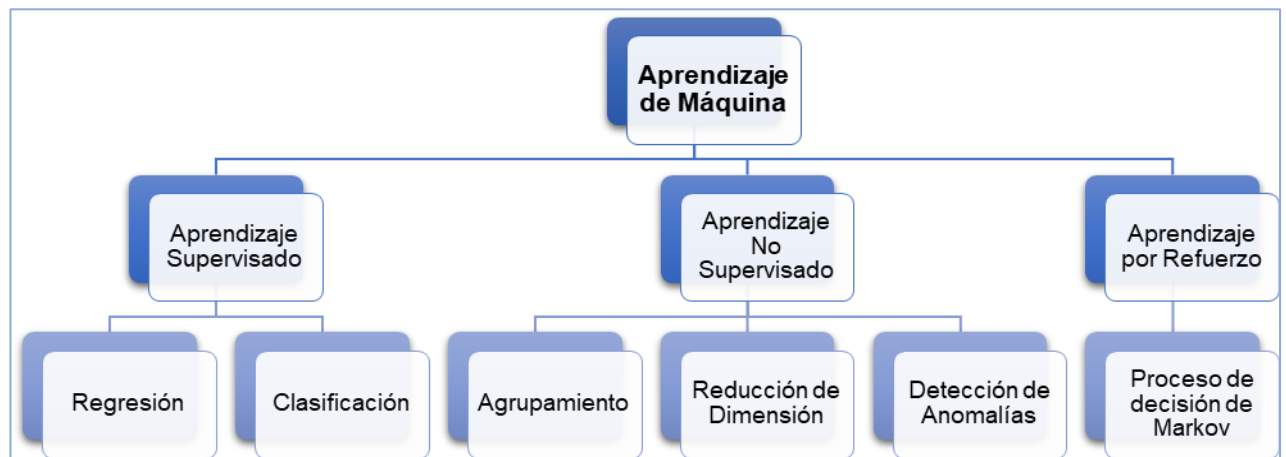 Aprendizaje
de Máquina
Aprendizaje
Supervisado
Aprendizaje
No
Supervisado
Aprendizaje
por Refuerzo
Regresión
Clasificación
Agrupamiento
Reducción de
Dimensión
Detección de
Anomalías
Proceso de
decisión de
Markov